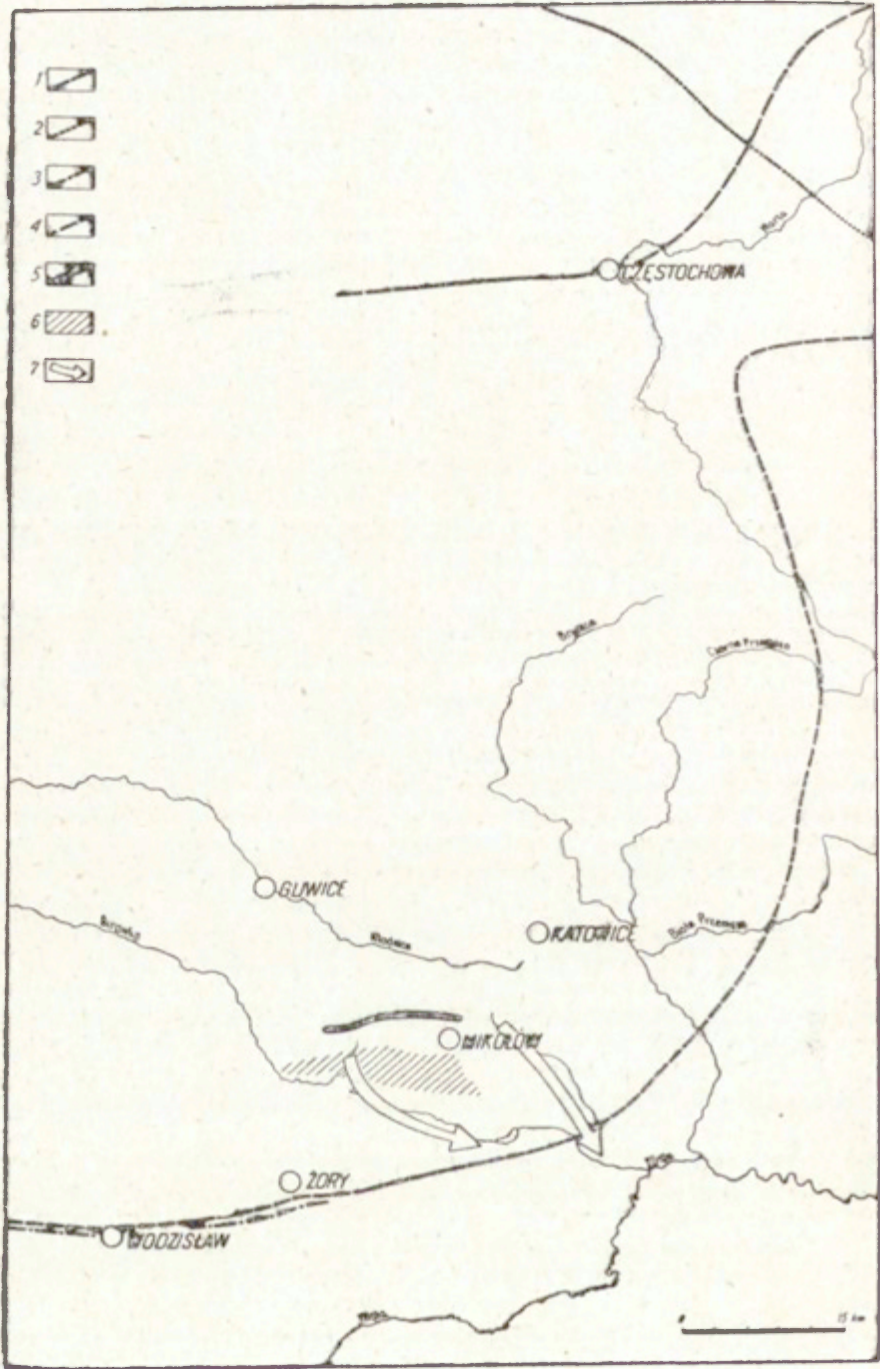 1
2
3
4
5
6
7
Warta
CZĘSTOCHOWA
Brynica
Czarna Przemsza
GLIWICE
Kłodnica
KATOWICE
Biała Przemsza
MIKOŁÓW
ŻORY
WODZISŁAW
15 km